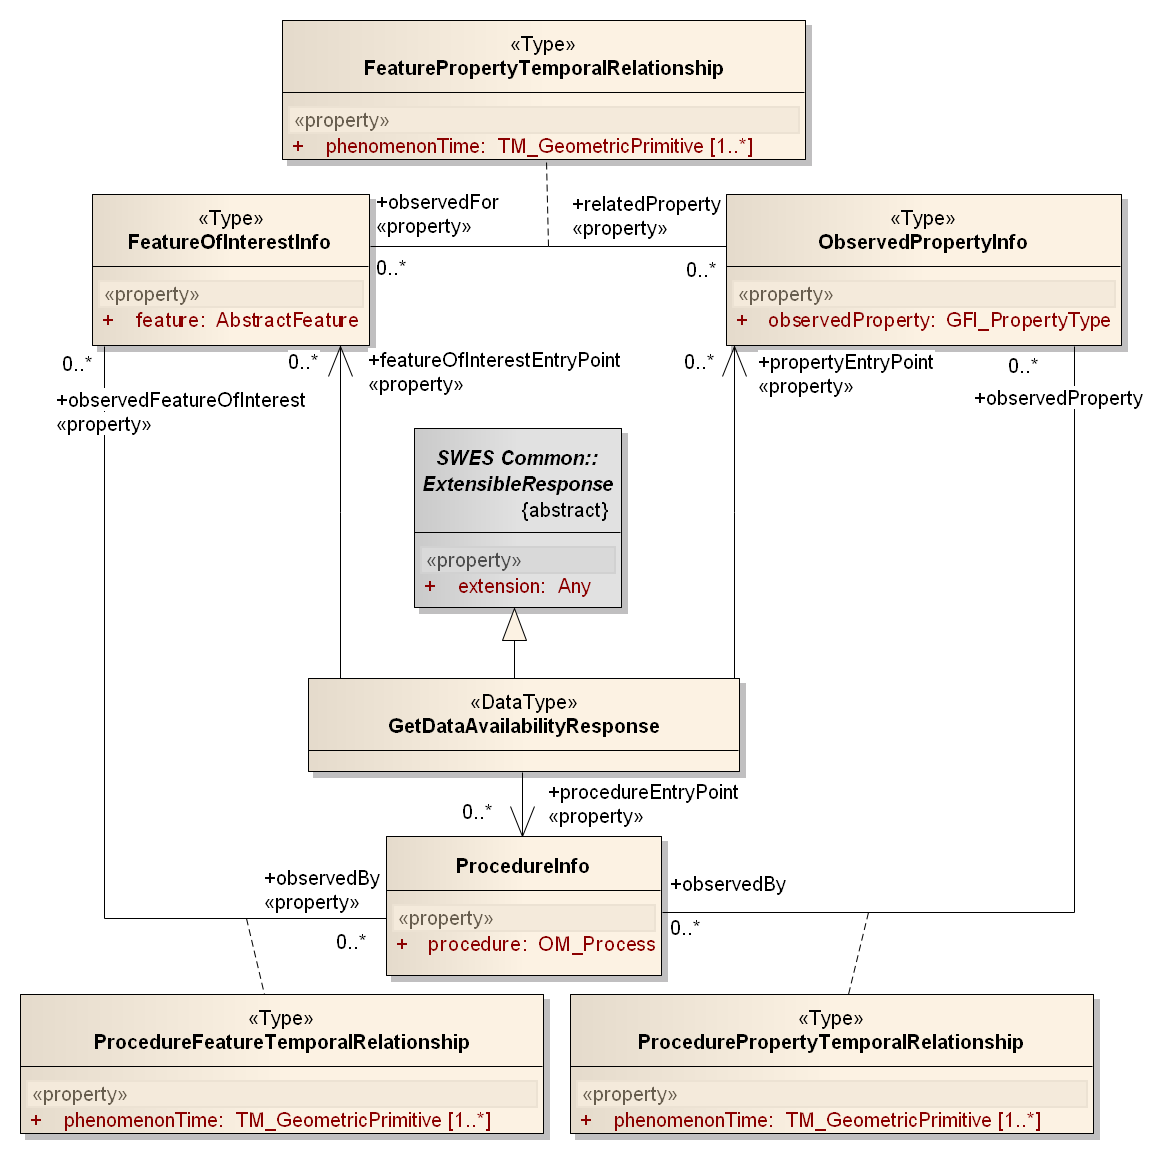 «Type»
FeaturePropertyTemporalRelationship
«property»
+ phenomenonTime: TM_GeometricPrimitive [1..*]
«Type»
FeatureOfInterestInfo
«property»
+ feature: AbstractFeature
+observedFor
«property»
0..*
+relatedProperty
«property»
0..*
«Type»
ObservedPropertyInfo
«property»
+ observedProperty: GFI_PropertyType
0..*
+observedFeatureOfInterest
«property»
0..*
+featureOfInterestEntryPoint
«property»
0..*
+propertyEntryPoint
«property»
0..*
+observedProperty
SWES Common::
ExtensibleResponse
{abstract}
«property»
+ extension: Any
«DataType»
GetDataAvailabilityResponse
0..*
+procedureEntryPoint
«property»
ProcedureInfo
«property»
+ procedure: OM_Process
+observedBy
«property»
0..*
+observedBy
0..*
«Type»
ProcedureFeatureTemporalRelationship
«property»
+ phenomenonTime: TM_GeometricPrimitive [1..*]
«Type»
ProcedurePropertyTemporalRelationship
«property»
+ phenomenonTime: TM_GeometricPrimitive [1..*]